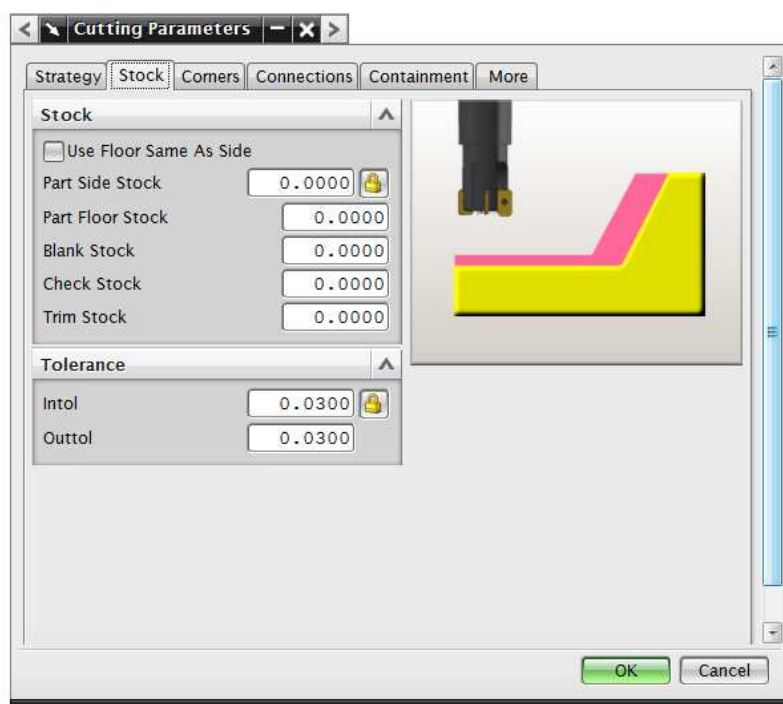 Cutting Parameters
Strategy Stock Corners Connections Containment More
Stock
Use Floor Same As Side
Part Side Stock 0.0000
Part Floor Stock 0.0000
Blank Stock 0.0000
Check Stock 0.0000
Trim Stock 0.0000
Tolerance
Intol 0.0300
Outtol 0.0300
OK Cancel